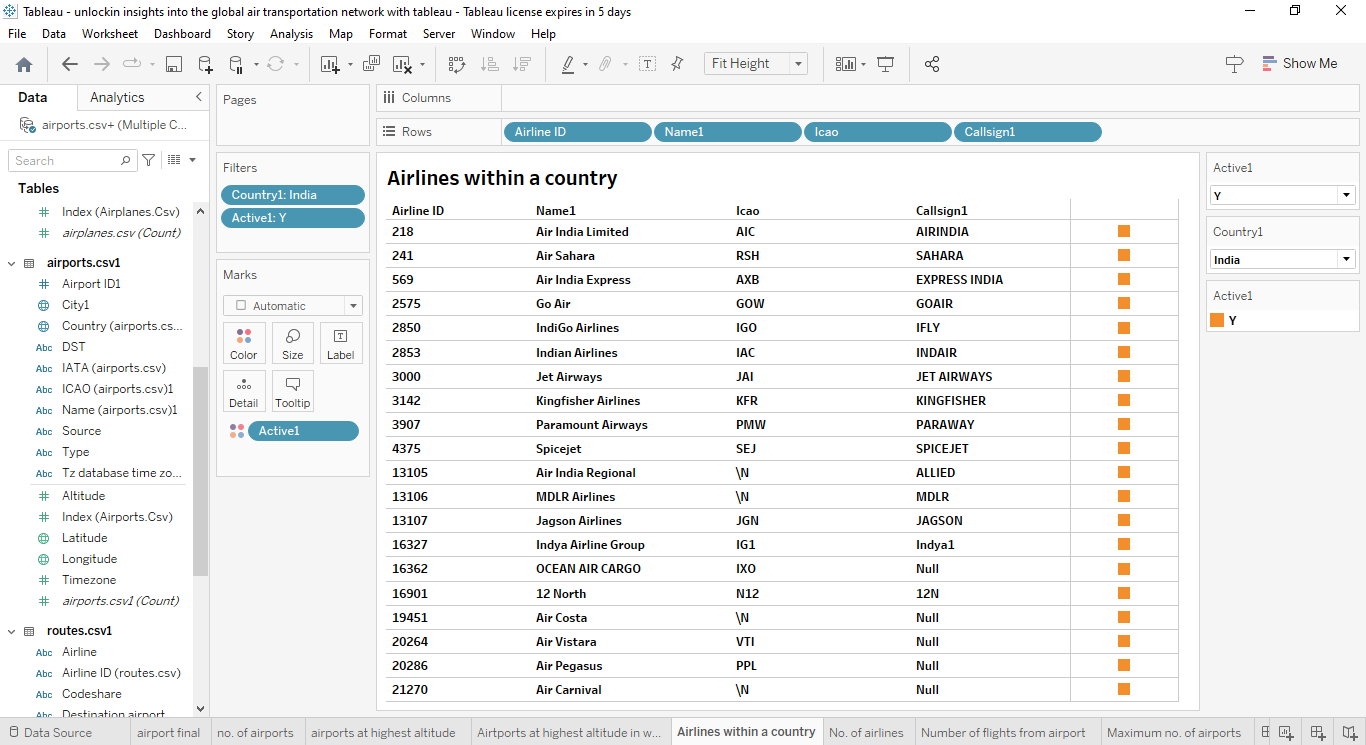 Tableau - unlockin insights into the global air transportation network with tableau - Tableau license expires in 5 days
File Data Worksheet Dashboard Story Analysis Map Format Server Window Help
Fit Height
Show Me
Data Analytics
airports.csv+ (Multiple C...
Search
Tables
Index (Airplanes.Csv)
airplanes.csv (Count)
airports.csv1
Airport ID1
City1
Country (airports.cs...
Abc DST
Abc IATA (airports.csv)
Abc ICAO (airports.csv)1
Abc Name (airports.csv)1
Abc Source
Abc Type
Abc Tz database time zo...
Altitude
Index (Airports.Csv)
Latitude
Longitude
Timezone
airports.csv1 (Count)
routes.csv1
Abc Airline
Abc Airline ID (routes.csv)
Abc Codeshare
Abc Destination airport
Pages
Filters
Country1: India
Active1: Y
Marks
Automatic
Color Size Label
Detail Tooltip
Active1
Columns
Rows Airline ID Name1 Icao Callsign1
Airlines within a country
Airline ID Name1 Icao Callsign1
218 Air India Limited AIC AIRINDIA
241 Air Sahara RSH SAHARA
569 Air India Express AXB EXPRESS INDIA
2575 Go Air GOW GOAIR
2850 IndiGo Airlines IGO IFLY
2853 Indian Airlines IAC INDAIR
3000 Jet Airways JAI JET AIRWAYS
3142 Kingfisher Airlines KFR KINGFISHER
3907 Paramount Airways PMW PARAWAY
4375 Spicejet SEJ SPICEJET
13105 Air India Regional \N ALLIED
13106 MDLR Airlines \N MDLR
13107 Jagson Airlines JGN JAGSON
16327 Indya Airline Group IG1 Indya1
16362 OCEAN AIR CARGO IXO Null
16901 12 North N12 12N
19451 Air Costa \N Null
20264 Air Vistara VTI Null
20286 Air Pegasus PPL Null
21270 Air Carnival \N Null
Active1
Y
Country1
India
Active1
Y
Data Source airport final no. of airports airports at highest altitude Airtports at highest altitude in w... Airlines within a country No. of airlines Number of flights from airport Maximum no. of airports